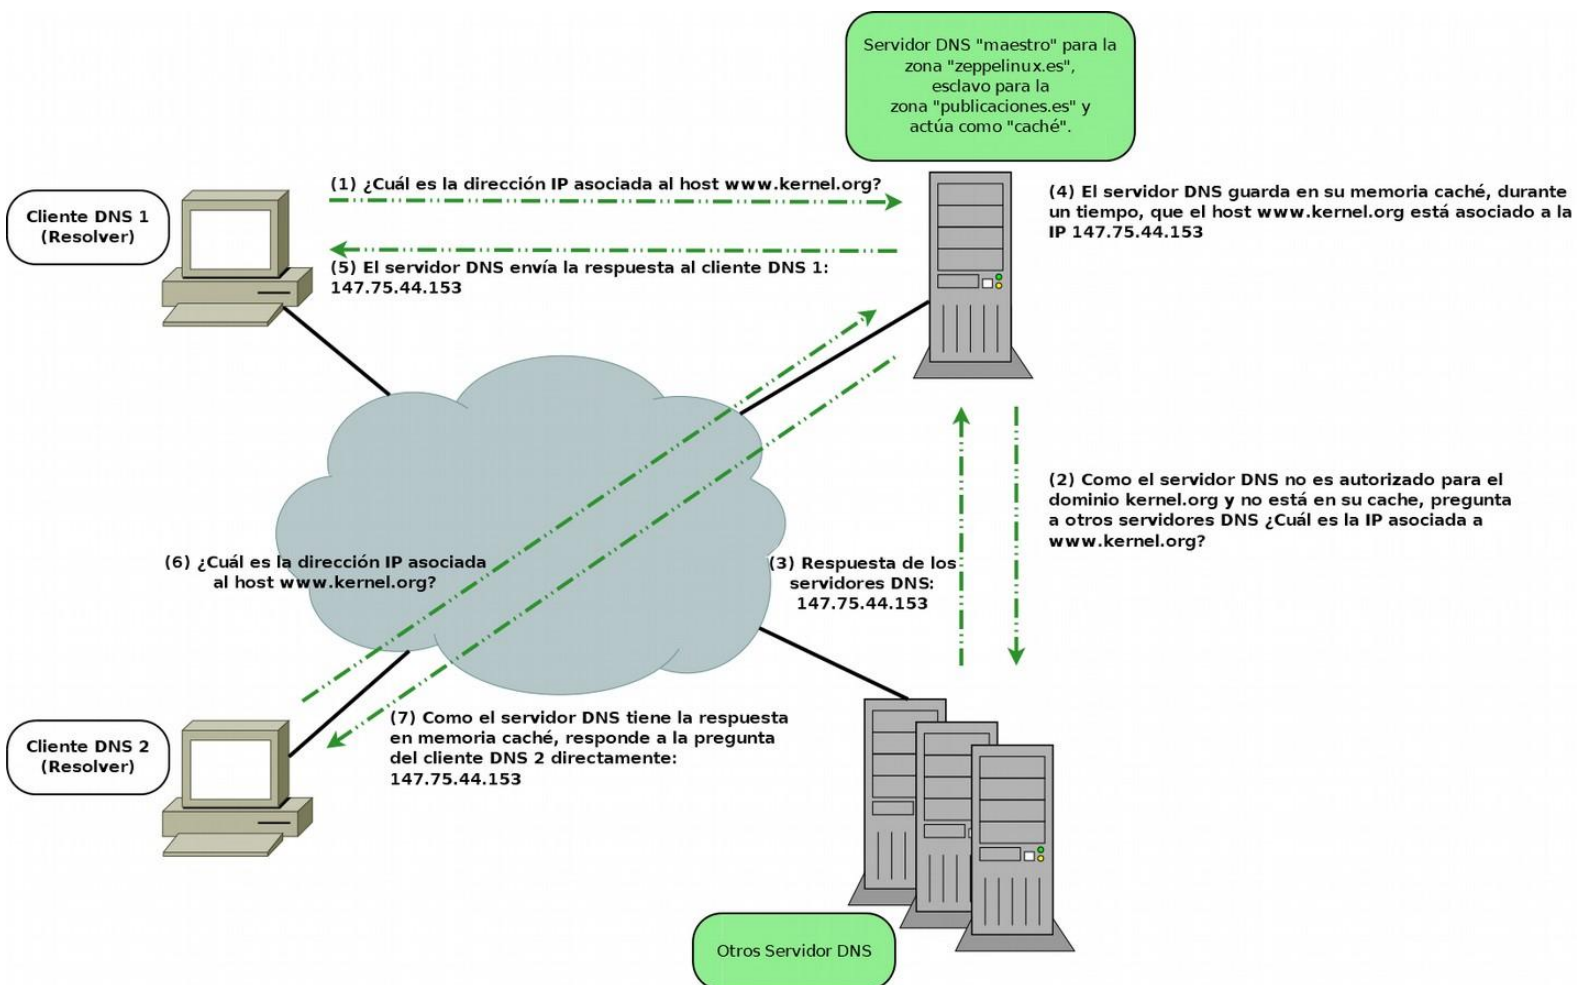 Servidor DNS "maestro" para la
zona "zeppelinux.es",
esclavo para la
zona "publicaciones.es" y
actúa como "caché".
Cliente DNS 1
(Resolver)
(1) ¿Cuál es la dirección IP asociada al host www.kernel.org?
(5) El servidor DNS envía la respuesta al cliente DNS 1:
147.75.44.153
(4) El servidor DNS guarda en su memoria caché, durante
un tiempo, que el host www.kernel.org está asociado a la
IP 147.75.44.153
(2) Como el servidor DNS no es autorizado para el
dominio kernel.org y no está en su cache, pregunta
a otros servidores DNS ¿Cuál es la IP asociada a
www.kernel.org?
(6) ¿Cuál es la dirección IP asociada
al host www.kernel.org?
(3) Respuesta de los
servidores DNS:
147.75.44.153
Cliente DNS 2
(Resolver)
(7) Como el servidor DNS tiene la respuesta
en memoria caché, responde a la pregunta
del cliente DNS 2 directamente:
147.75.44.153
Otros Servidor DNS